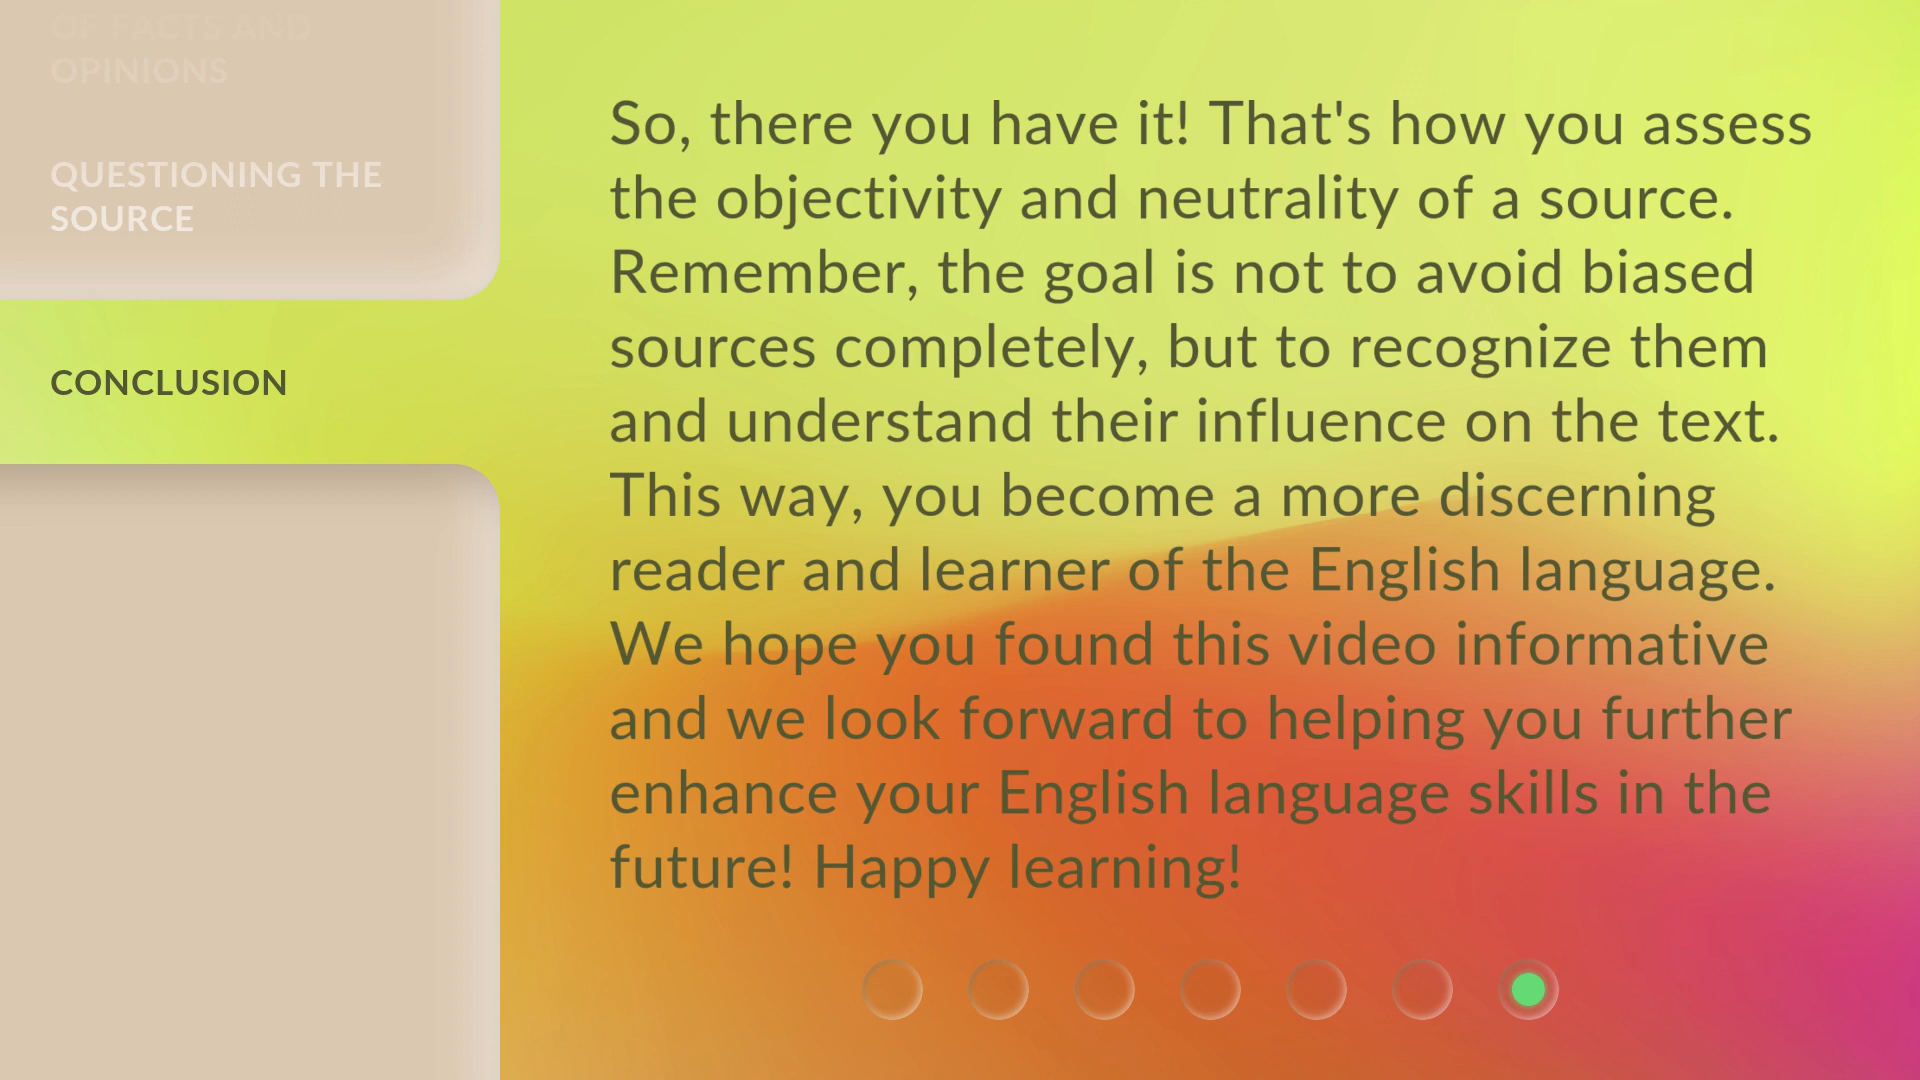 OF FACTS AND
OPINIONS
QUESTIONING THE
SOURCE
CONCLUSION
So, there you have it! That's how you assess
the objectivity and neutrality of a source.
Remember, the goal is not to avoid biased
sources completely, but to recognize them
and understand their influence on the text.
This way, you become a more discerning
reader and learner of the English language.
We hope you found this video informative
and we look forward to helping you further
enhance your English language skills in the
future! Happy learning!